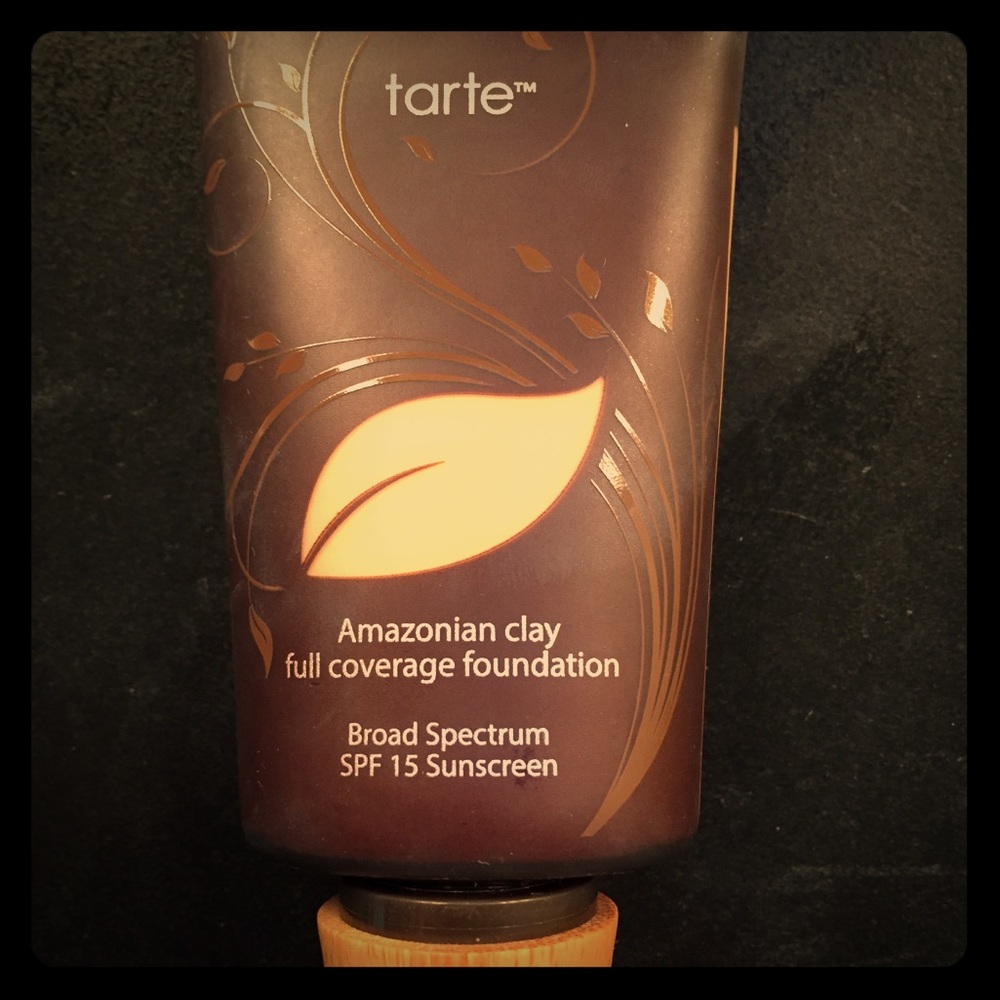 tarte™
Amazonian clay
full coverage foundation
Broad Spectrum
SPF 15 Sunscreen